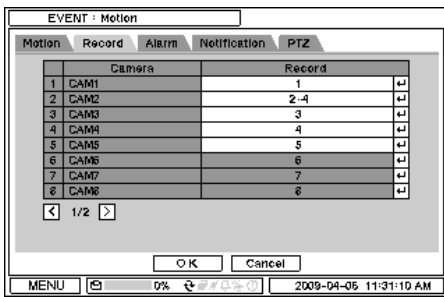 EVENT : Motion
Motion Record Alarm Notification PTZ
Camera Record
1 CAM1 1
2 CAM2 2-4
3 CAM3 3
4 CAM4 4
5 CAM5 5
6 CAM6 6
7 CAM7 7
8 CAM8 8
< 1/2 >
OK Cancel
MENU 0% 2009-04-06 11:31:10 AM